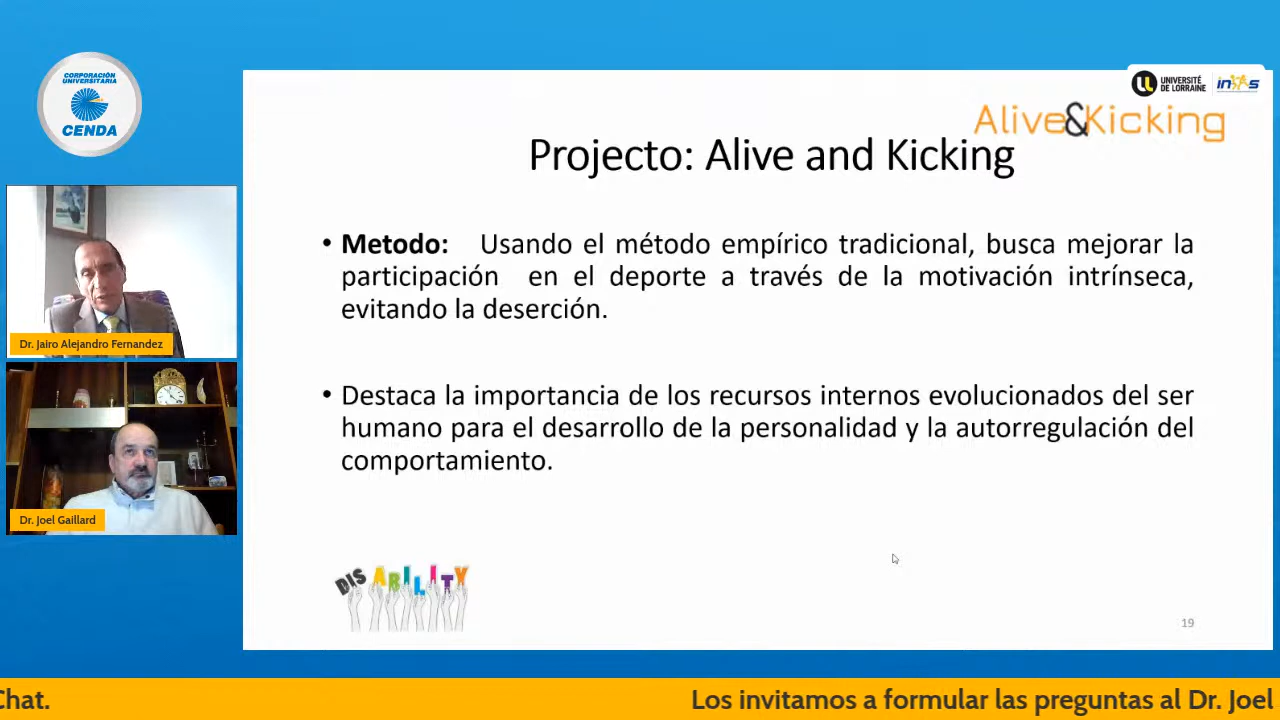 CORPORACIÓN
UNIVERSITARIA
CENDA
UNIVERSITÉ
DE LORRAINE
Alive&Kicking
Projecto: Alive and Kicking
• Metodo: Usando el método empírico tradicional, busca mejorar la
participación en el deporte a través de la motivación intrínseca,
evitando la deserción.
• Destaca la importancia de los recursos internos evolucionados del ser
humano para el desarrollo de la personalidad y la autorregulación del
comportamiento.
Dr. Jairo Alejandro Fernandez
Dr. Joel Gaillard
DISABILITY
19
Chat.
Los invitamos a formular las preguntas al Dr. Joel